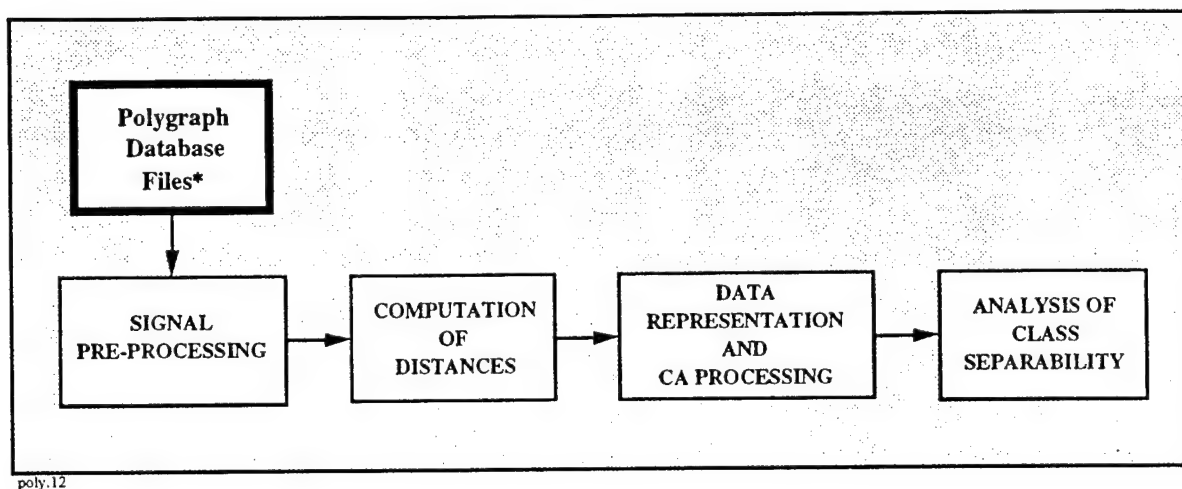 Polygraph
Database
Files*
SIGNAL
PRE-PROCESSING
COMPUTATION
OF
DISTANCES
DATA
REPRESENTATION
AND
CA PROCESSING
ANALYSIS OF
CLASS
SEPARABILITY
poly.12